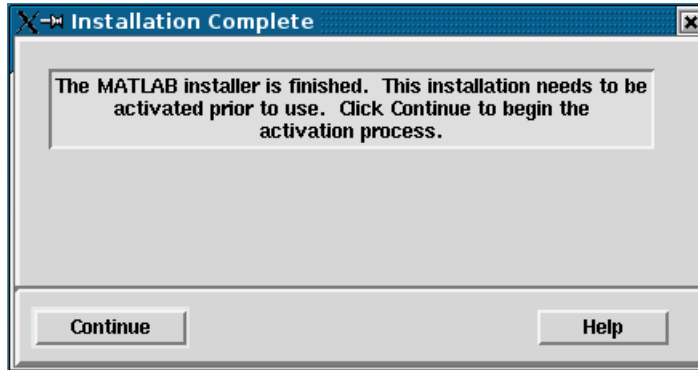 Installation Complete
The MATLAB installer is finished.  This installation needs to be
activated prior to use.  Click Continue to begin the
activation process.
Continue
Help